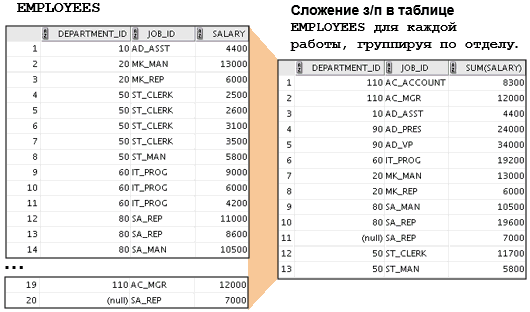 EMPLOYEES
DEPARTMENT_ID JOB_ID SALARY
1 10 AD_ASST 4400
2 20 MK_MAN 13000
3 20 MK_REP 6000
4 50 ST_CLERK 2500
5 50 ST_CLERK 2600
6 50 ST_CLERK 3100
7 50 ST_CLERK 3500
8 50 ST_MAN 5800
9 60 IT_PROG 9000
10 60 IT_PROG 6000
11 60 IT_PROG 4200
12 80 SA_REP 11000
13 80 SA_REP 8600
14 80 SA_MAN 10500
...
19 110 AC_MGR 12000
20 (null) SA_REP 7000
Сложение з/п в таблице
EMPLOYEES для каждой
работы, группируя по отделу.
DEPARTMENT_ID JOB_ID SUM(SALARY)
1 110 AC_ACCOUNT 8300
2 110 AC_MGR 12000
3 10 AD_ASST 4400
4 90 AD_PRES 24000
5 90 AD_VP 34000
6 60 IT_PROG 19200
7 20 MK_MAN 13000
8 20 MK_REP 6000
9 80 SA_MAN 10500
10 80 SA_REP 19600
11 (null) SA_REP 7000
12 50 ST_CLERK 11700
13 50 ST_MAN 5800